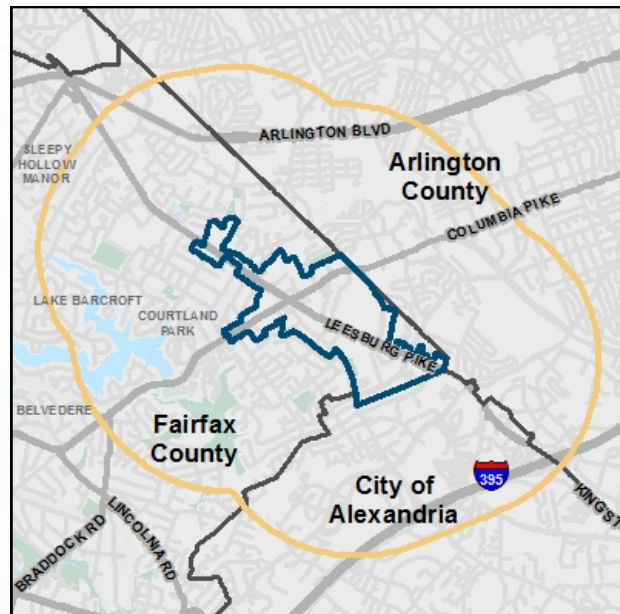 ARLINGTON BLVD
SLEEPY
HOLLOW
MANOR
Arlington
County
COLUMBIA PIKE
LAKE BARCROFT
COURTLAND
PARK
LEESBURG PIKE
BELVEDERE
Fairfax
County
395
City of
Alexandria
KING ST
LINCOLNIA RD
BRADDOCK RD